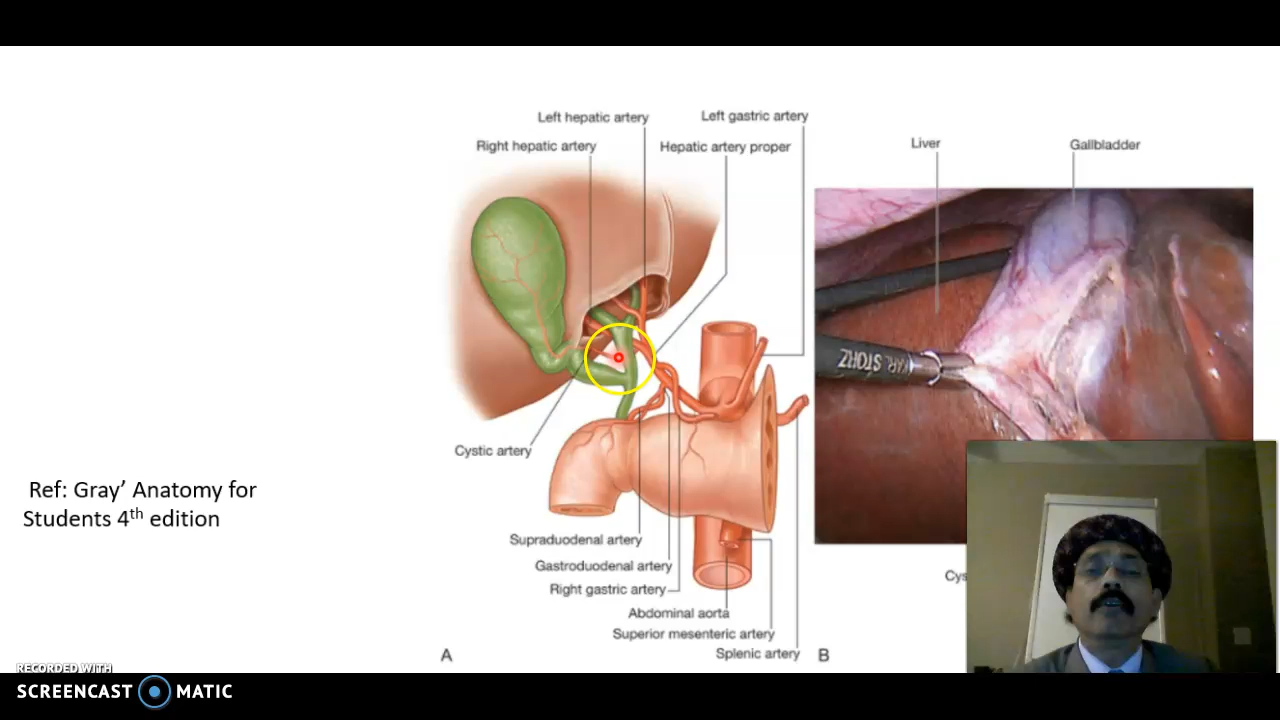 Left hepatic artery
Left gastric artery
Right hepatic artery
Hepatic artery proper
Liver
Gallbladder
KARL STORZ
Cystic artery
Ref: Gray’ Anatomy for
Students 4th edition
Supraduodenal artery
Gastroduodenal artery
Right gastric artery
Abdominal aorta
Superior mesenteric artery
Splenic artery
Cys
A
B
RECORDED WITH
SCREENCAST MATIC